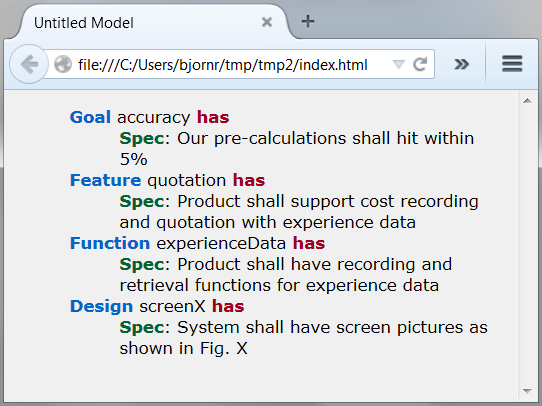 Untitled Model
file:///C:/Users/bjornr/tmp/tmp2/index.html
Goal accuracy has
Spec: Our pre-calculations shall hit within
5%
Feature quotation has
Spec: Product shall support cost recording
and quotation with experience data
Function experienceData has
Spec: Product shall have recording and
retrieval functions for experience data
Design screenX has
Spec: System shall have screen pictures as
shown in Fig. X